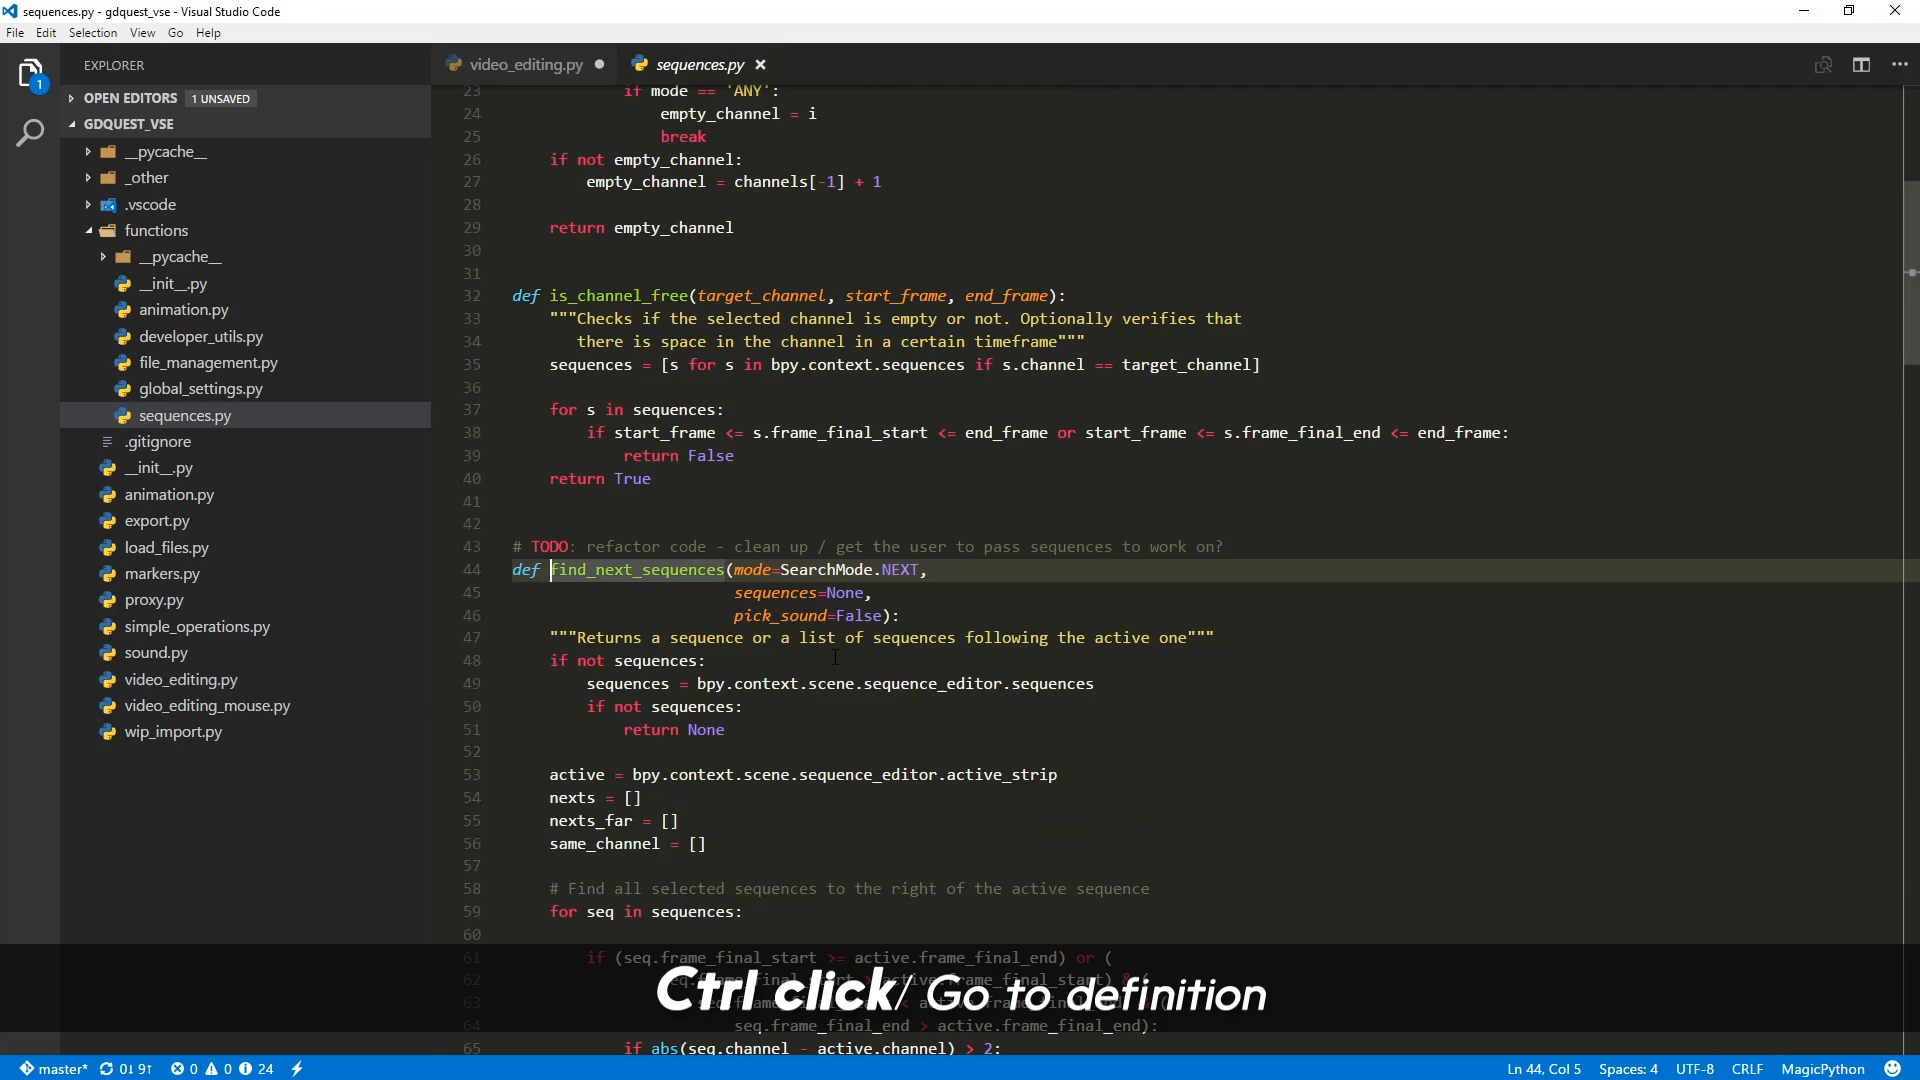 sequences.py - gdquest_vse - Visual Studio Code
File Edit Selection View Go Help
EXPLORER
OPEN EDITORS 1 UNSAVED
GDQUEST_VSE
__pycache__
_other
.vscode
functions
__pycache__
__init__.py
animation.py
developer_utils.py
file_management.py
global_settings.py
sequences.py
.gitignore
__init__.py
animation.py
export.py
load_files.py
markers.py
proxy.py
simple_operations.py
sound.py
video_editing.py
video_editing_mouse.py
wip_import.py
1
video_editing.py sequences.py
23 if mode == 'ANY':
24 empty_channel = i
25 break
26 if not empty_channel:
27 empty_channel = channels[-1] + 1
28
29 return empty_channel
30
31
32 def is_channel_free(target_channel, start_frame, end_frame):
33 """Checks if the selected channel is empty or not. Optionally verifies that
34 there is space in the channel in a certain timeframe"""
35 sequences = [s for s in bpy.context.sequences if s.channel == target_channel]
36
37 for s in sequences:
38 if start_frame <= s.frame_final_start <= end_frame or start_frame <= s.frame_final_end <= end_frame:
39 return False
40 return True
41
42
43 # TODO: refactor code - clean up / get the user to pass sequences to work on?
44 def find_next_sequences(mode=SearchMode.NEXT,
45 sequences=None,
46 pick_sound=False):
47 """Returns a sequence or a list of sequences following the active one"""
48 if not sequences:
49 sequences = bpy.context.scene.sequence_editor.sequences
50 if not sequences:
51 return None
52
53 active = bpy.context.scene.sequence_editor.active_strip
54 nexts = []
55 nexts_far = []
56 same_channel = []
57
58 # Find all selected sequences to the right of the active sequence
59 for seq in sequences:
60
61 if (seq.frame_final_start >= active.frame_final_end) or (
62
63
64 seq.frame_final_end > active.frame_final_end):
65 if abs(seq.channel - active.channel) > 2:
Ctrl click/ Go to definition
master* 0↓ 9↑ 0 0 24 Ln 44, Col 5 Spaces: 4 UTF-8 CRLF MagicPython